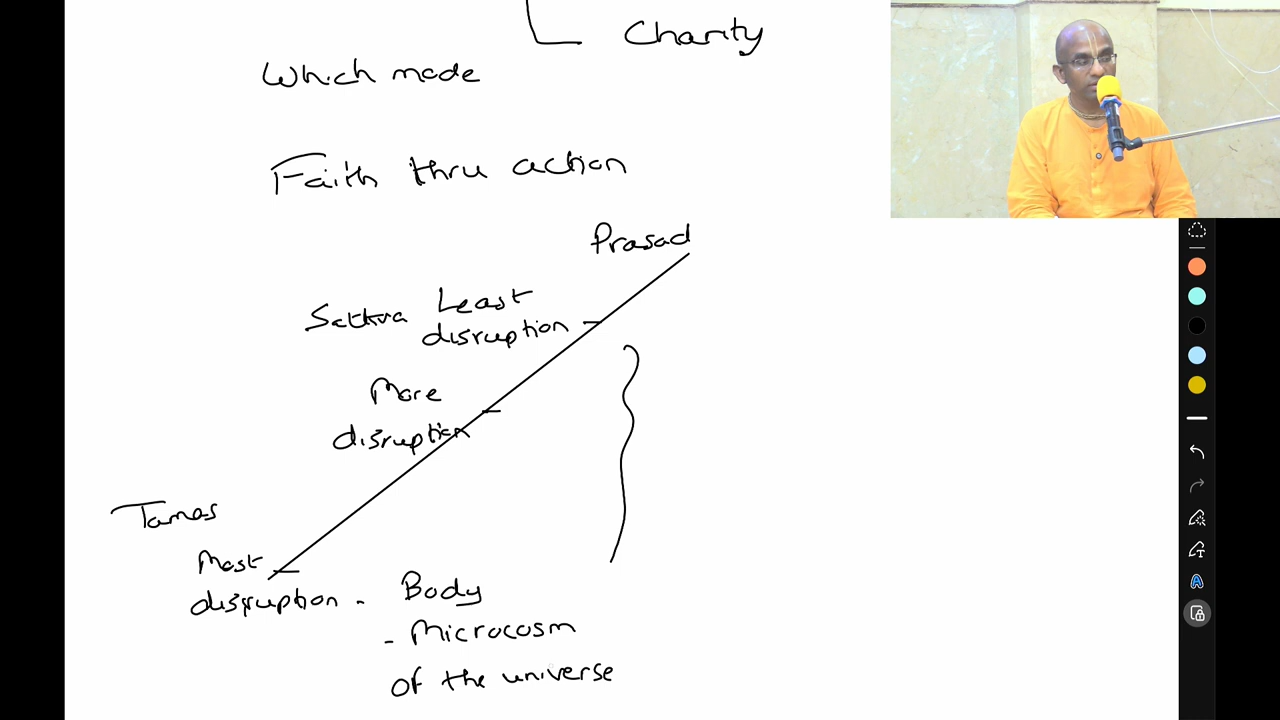 Charity
Which made
Faith thru action
Prasad
Sattva Least
disruption
More
disruption
Tamas
Most
disruption - Body
- Microcosm
of the universe